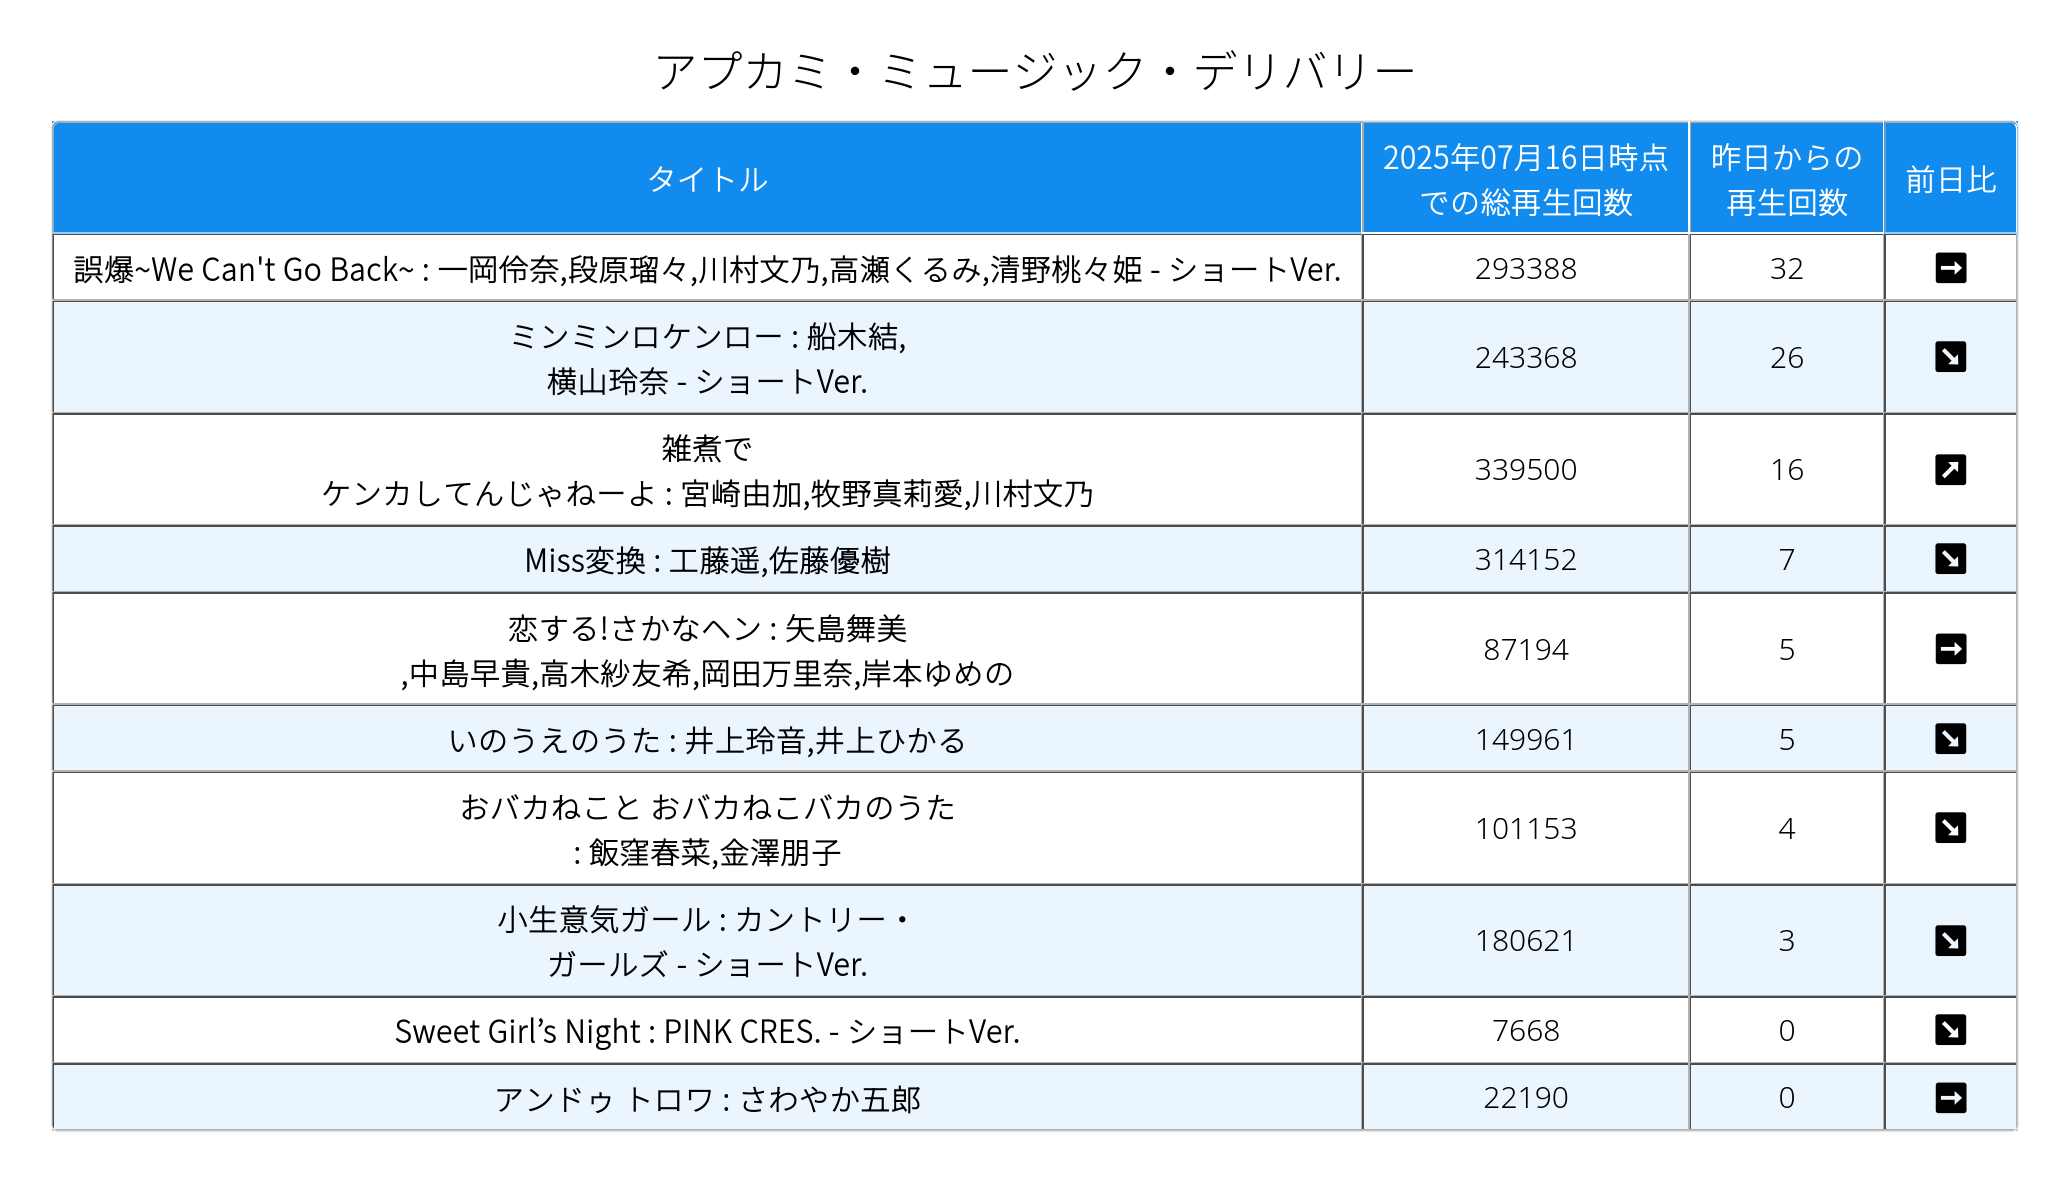 アプカミ・ミュージック・デリバリー
タイトル
2025年07月16日時点
での総再生回数
昨日からの
再生回数
前日比
誤爆~We Can't Go Back~ : 一岡伶奈,段原瑠々,川村文乃,高瀬くるみ,清野桃々姫 - ショートVer.
293388
32
➡
ミンミンロケンロー : 船木結,
横山玲奈 - ショートVer.
243368
26
↘
雑煮で
ケンカしてんじゃねーよ : 宮崎由加,牧野真莉愛,川村文乃
339500
16
↗
Miss変換 : 工藤遥,佐藤優樹
314152
7
↘
恋する!さかなヘン : 矢島舞美
,中島早貴,高木紗友希,岡田万里奈,岸本ゆめの
87194
5
➡
いのうえのうた : 井上玲音,井上ひかる
149961
5
↘
おバカねこと おバカねこバカのうた
: 飯窪春菜,金澤朋子
101153
4
↘
小生意気ガール : カントリー・
ガールズ - ショートVer.
180621
3
↘
Sweet Girl’s Night : PINK CRES. - ショートVer.
7668
0
↘
アンドゥ トロワ : さわやか五郎
22190
0
➡